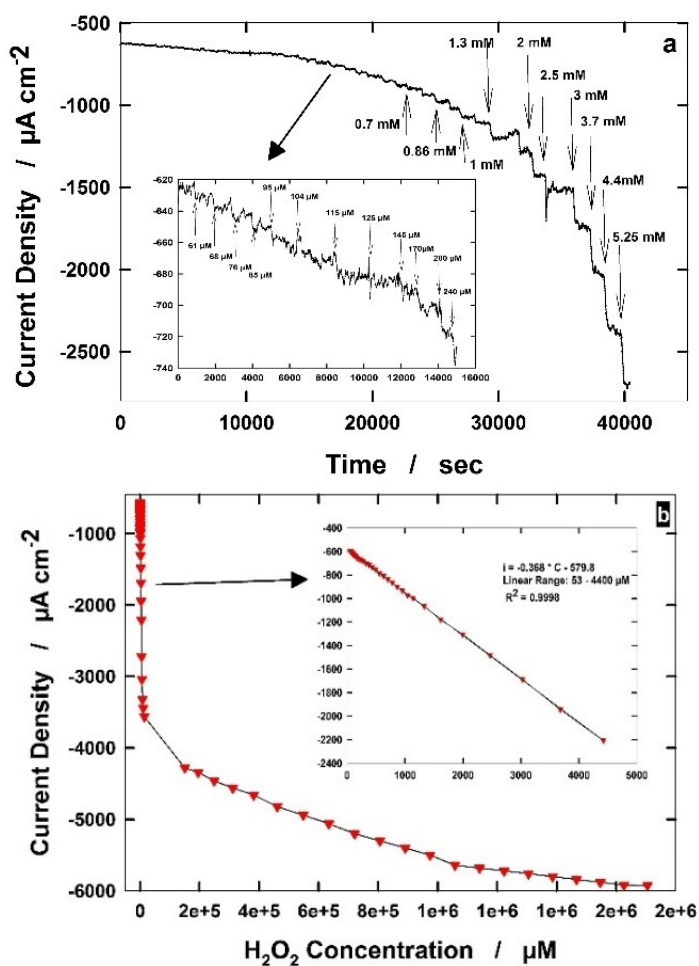 -500
a
1.3 mM
2 mM
2.5 mM
3 mM
3.7 mM
4.4mM
5.25 mM
0.7 mM
0.86 mM
1 mM
-1000
-1500
-2000
-2500
Current Density / µA cm-2
-620
-640
-660
-680
-700
-720
-740
61 µM
68 µM
76 µM
85 µM
95 µM
104 µM
115 µM
125 µM
145 µM
170µM
200 µM
240 µM
0 2000 4000 6000 8000 10000 12000 14000 16000
0 10000 20000 30000 40000
Time / sec
b
-1000
-2000
-3000
-4000
-5000
-6000
Current Density / µA cm-2
-400
-600
-800
-1000
-1200
-1400
-1600
-1800
-2000
-2200
-2400
i = -0.368 * C - 579.8
Linear Range: 53 - 4400 µM
R2 = 0.9998
0 1000 2000 3000 4000 5000
0 2e+5 4e+5 6e+5 8e+5 1e+6 1e+6 1e+6 2e+6 2e+6 2e+6
H2O2 Concentration / µM